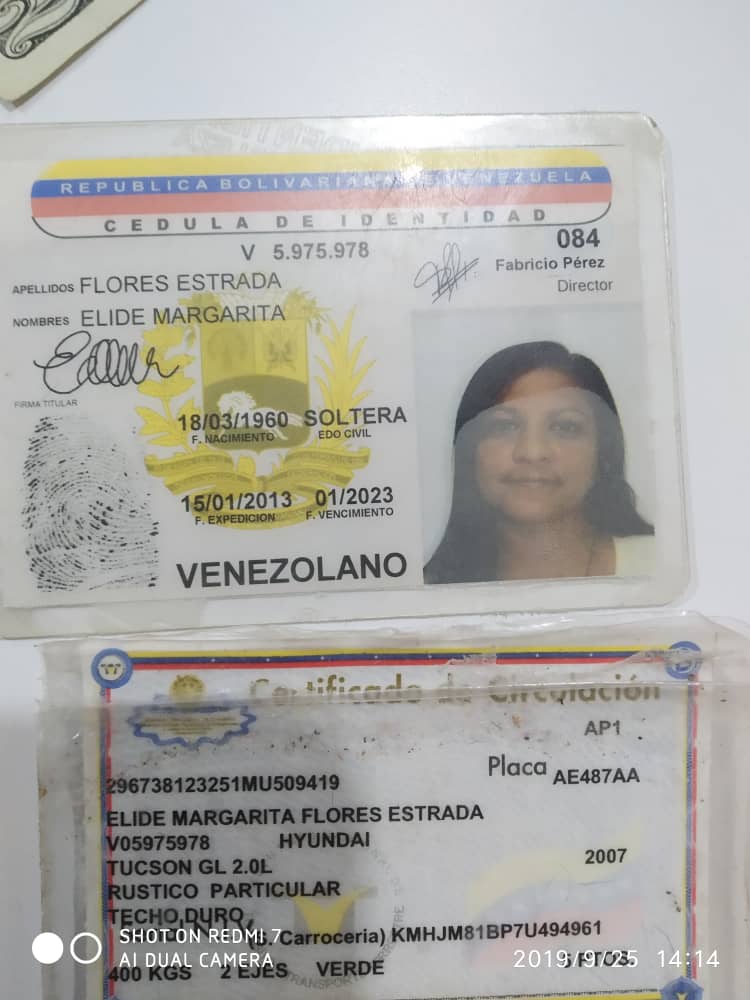 REPUBLICA BOLIVARIANA DE VENEZUELA
CEDULA DE IDENTIDAD
V 5.975.978
084
Fabricio Pérez
Director
APELLIDOS FLORES ESTRADA
NOMBRES ELIDE MARGARITA
FIRMA TITULAR
18/03/1960 SOLTERA
F. NACIMIENTO EDO CIVIL
15/01/2013 01/2023
F. EXPEDICION F. VENCIMIENTO
VENEZOLANO
Certificado de Circulación
AP1
296738123251MU509419 Placa AE487AA
ELIDE MARGARITA FLORES ESTRADA
V05975978 HYUNDAI
TUCSON GL 2.0L 2007
RUSTICO PARTICULAR
TECHO DURO
(S. Carroceria) KMHJM81BP7U494961
400 KGS 2 EJES VERDE
SHOT ON REDMI 7
AI DUAL CAMERA
2019/9/25 14:14